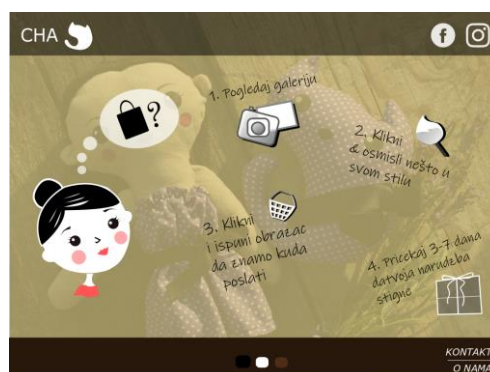 CHA
?
1. Pogledaj galeriju
2. Klikni
& osmisli nešto u
svom stilu
3. Klikni
i ispuni obrazac
da znamo kuda
poslati
4. Pricekaj 3-7 dana
datvoja narudzba
stigne
KONTAKT
O NAMA